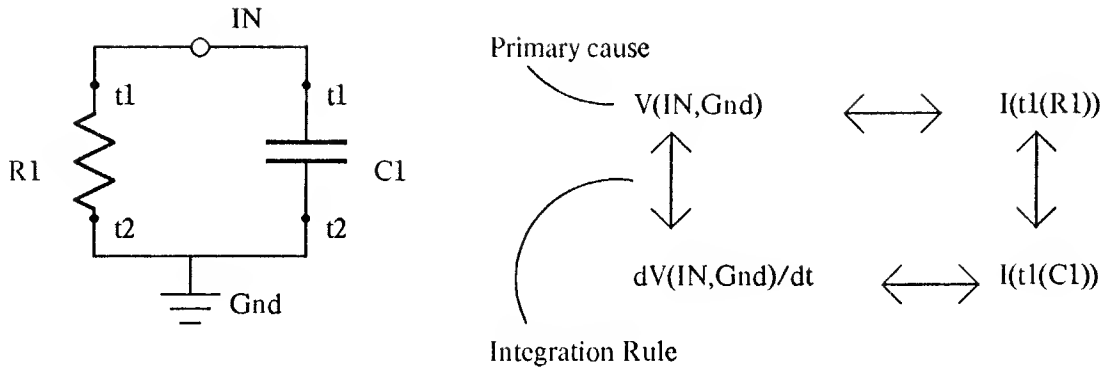 IN
t1
t1
R1
C1
t2
t2
Gnd
Primary cause
V(IN,Gnd)
I(t1(R1))
dV(IN,Gnd)/dt
I(t1(C1))
Integration Rule